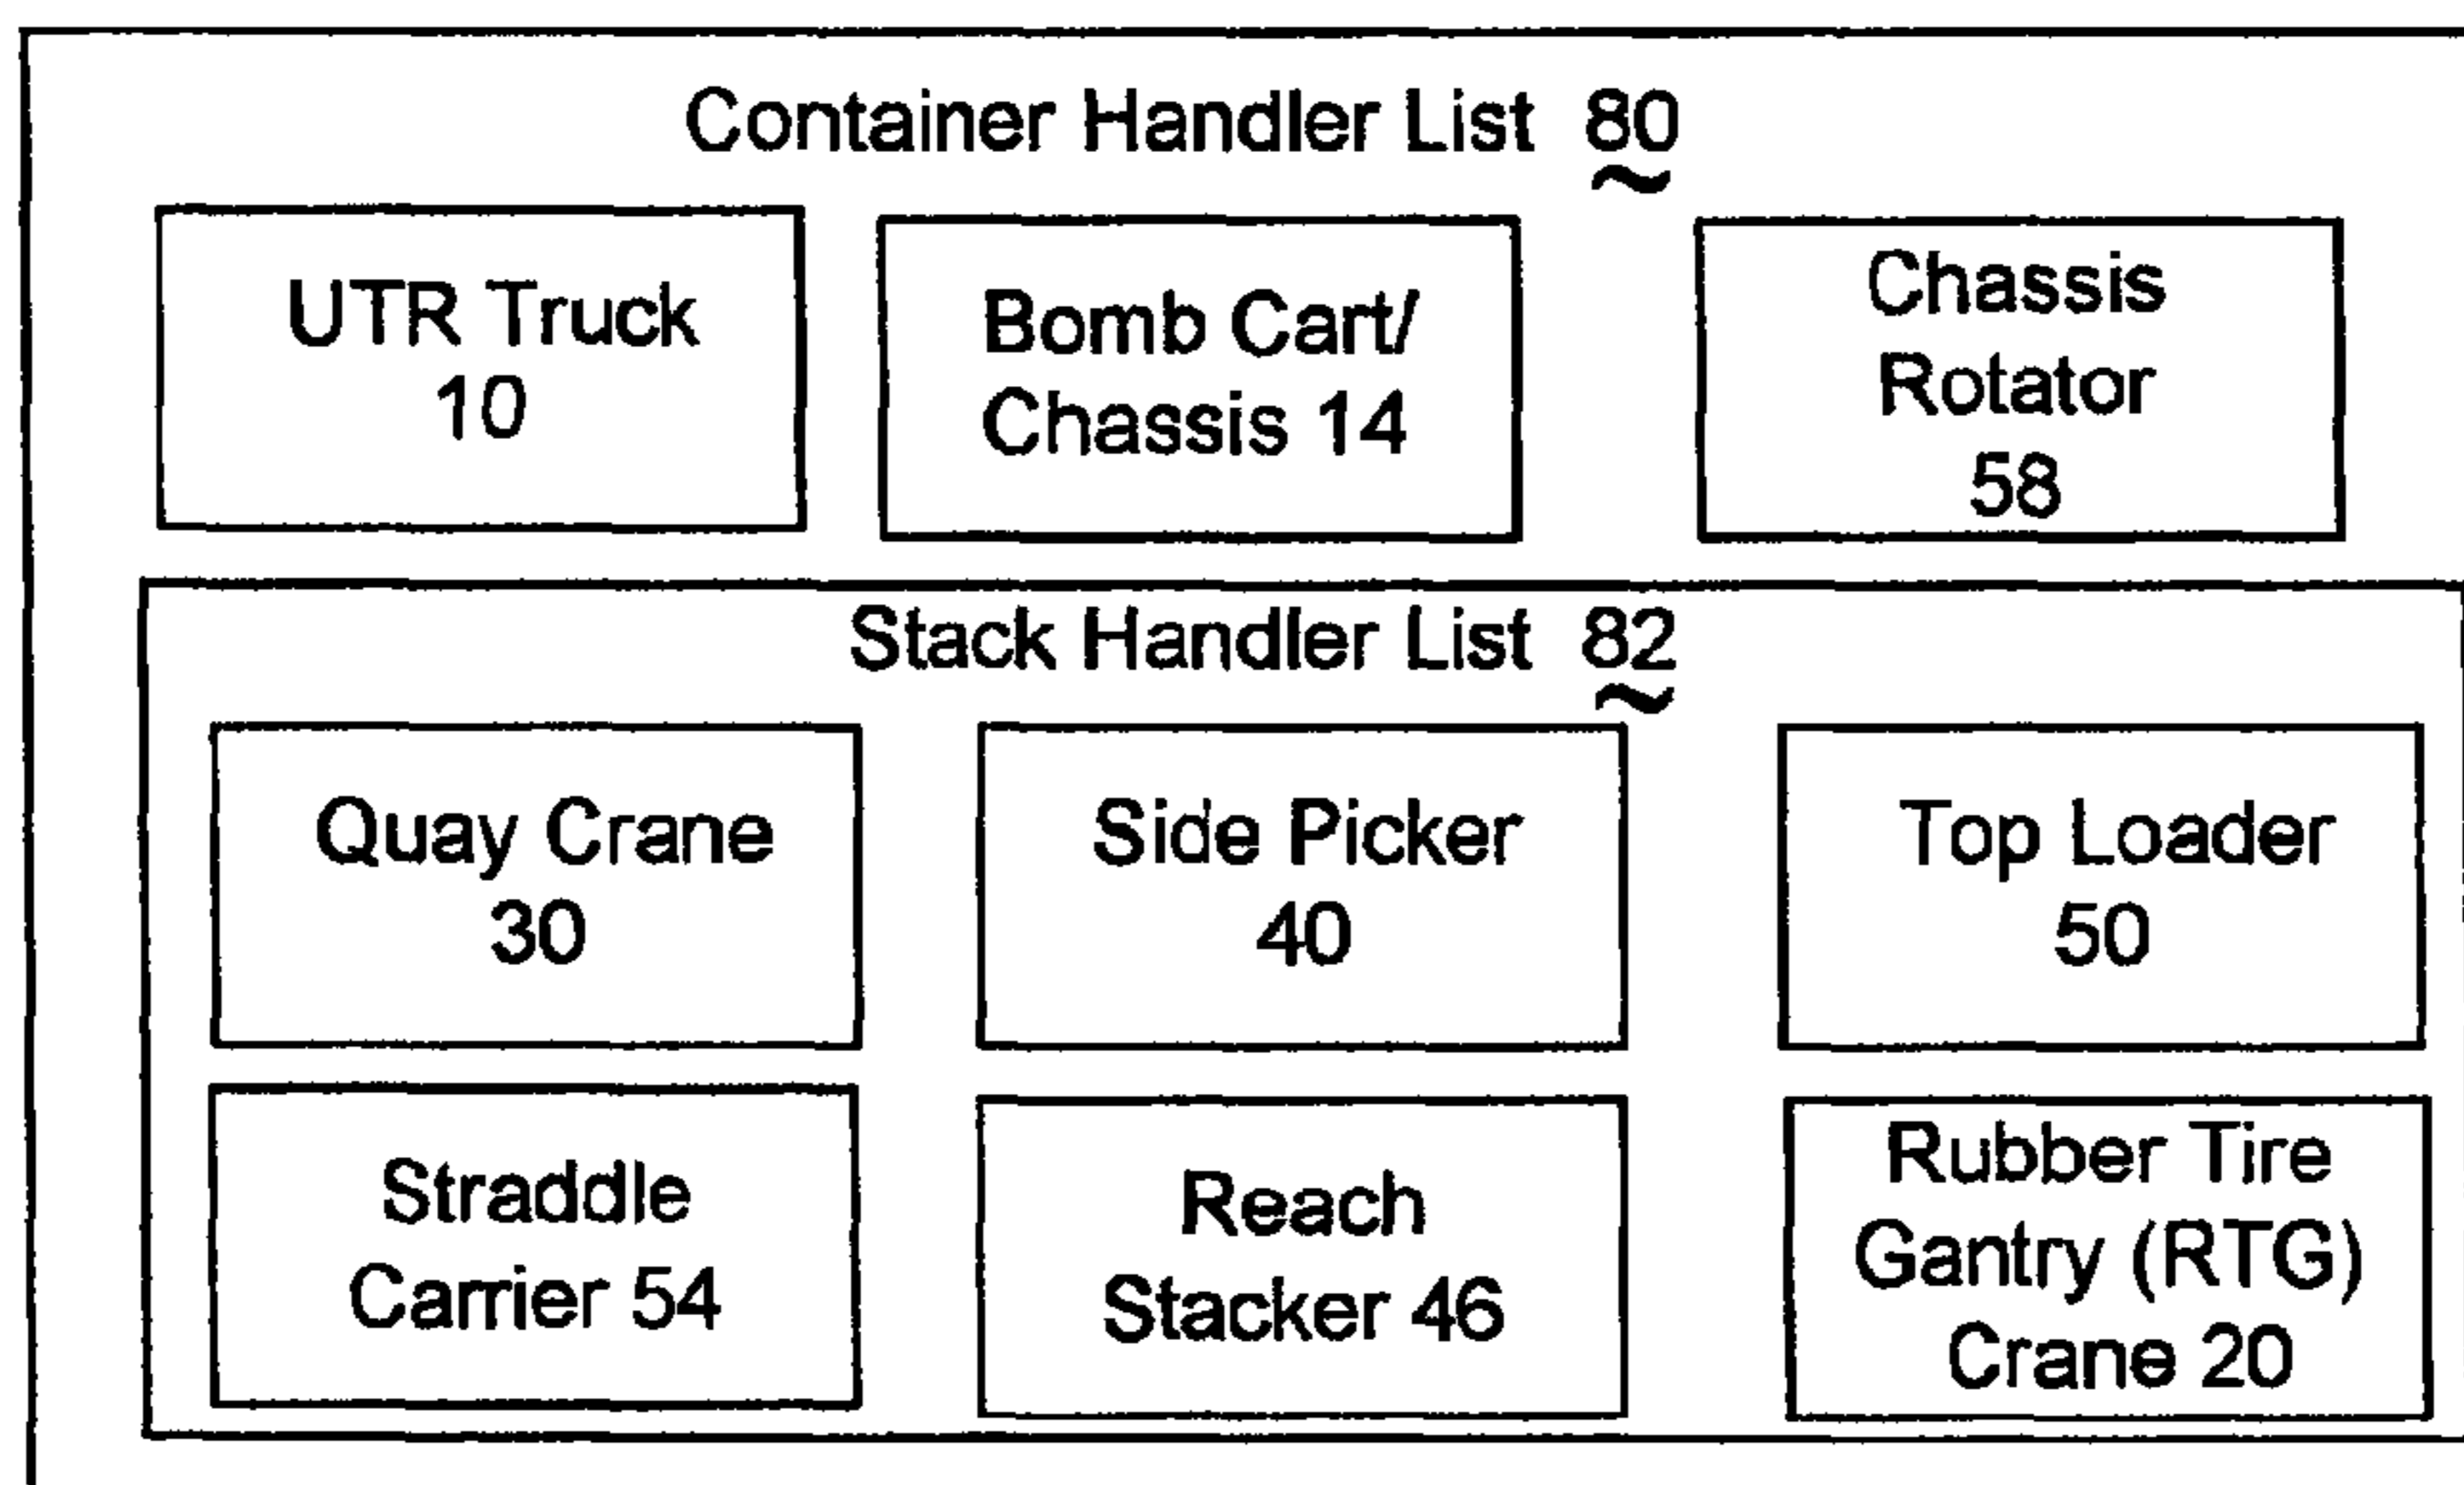 Container Handler List 80
UTR Truck
10
Bomb Cart/
Chassis 14
Chassis
Rotator
58
Stack Handler List 82
Quay Crane
30
Side Picker
40
Top Loader
50
Straddle
Carrier 54
Reach
Stacker 46
Rubber Tire
Gantry (RTG)
Crane 20